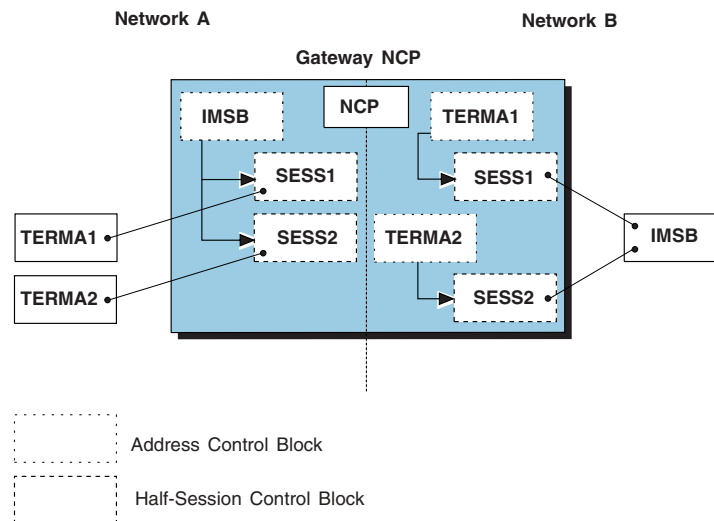 Network A
Network B
Gateway NCP
IMSB
NCP
TERMA1
SESS1
SESS1
TERMA1
SESS2
TERMA2
IMSB
TERMA2
SESS2
Address Control Block
Half-Session Control Block